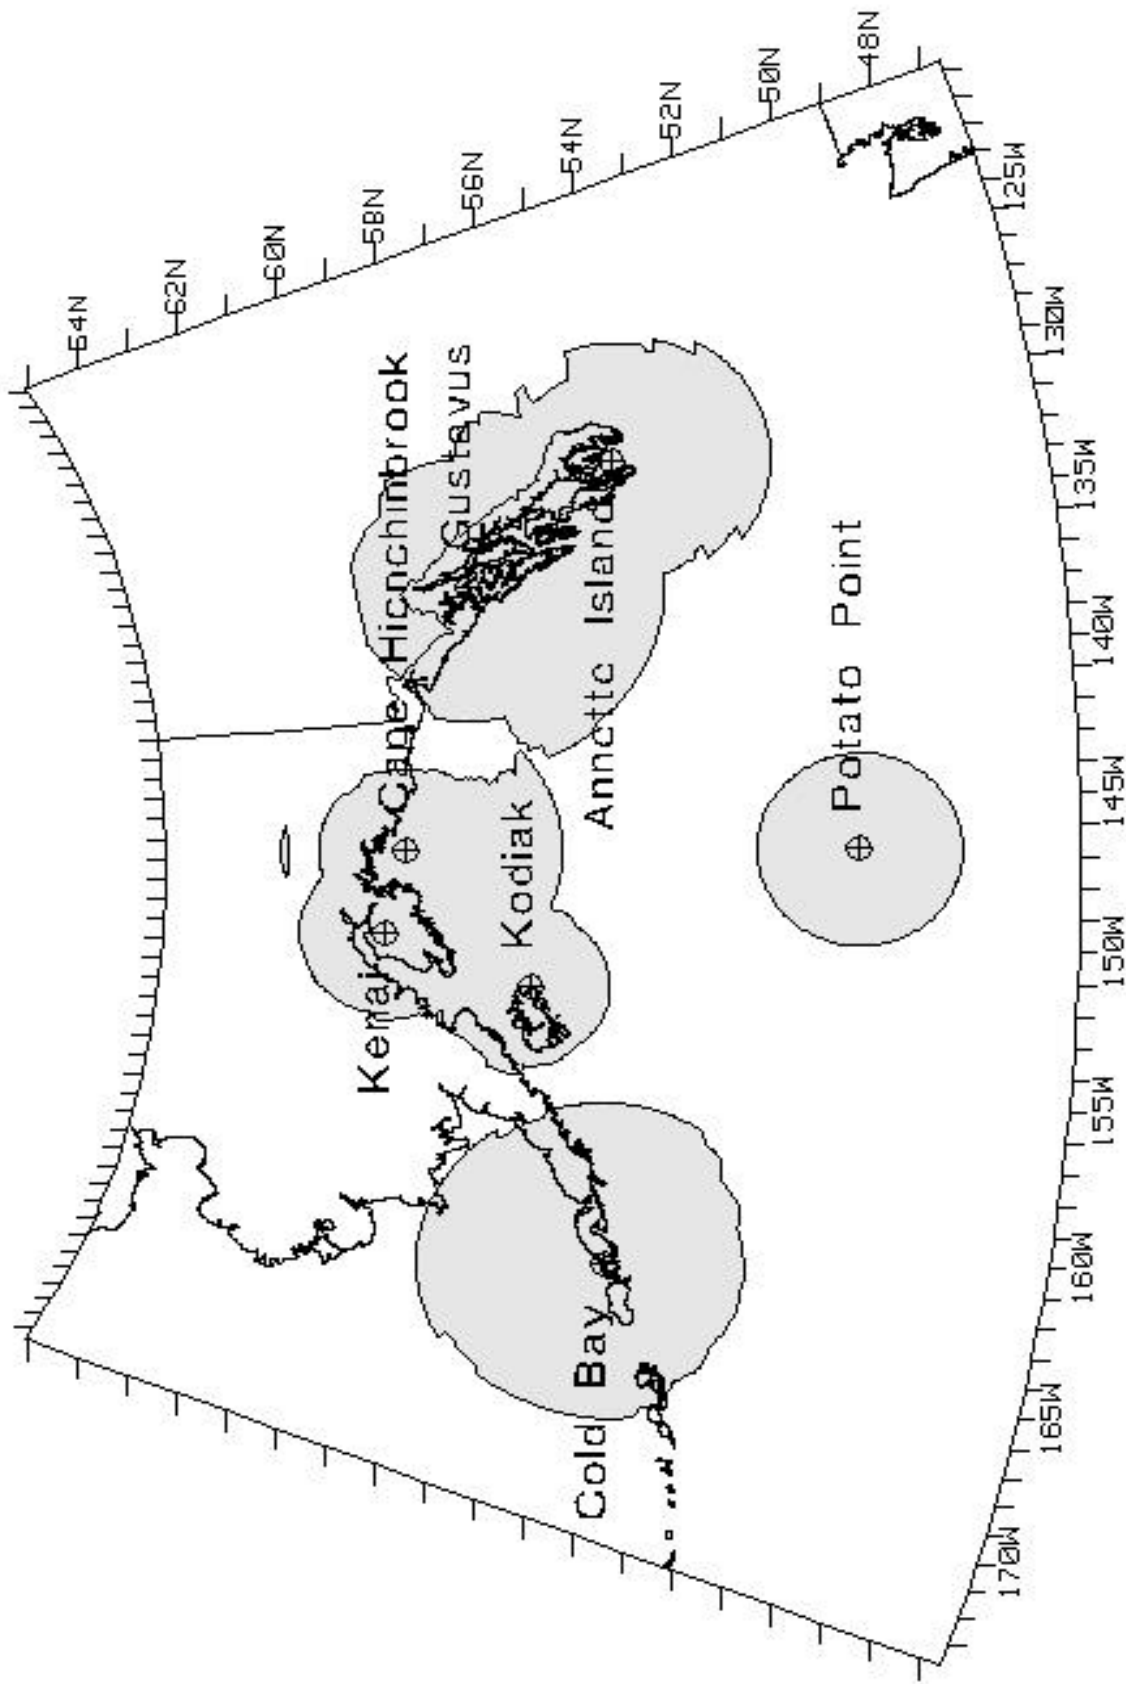 64N
62N
60N
58N
Kenai
Cape Hicnchinbrook
Gustavus
56N
Kodiak
54N
Cold Bay
Annette Island
52N
50N
Potato Point
48N
170W
165W
160W
155W
150W
145W
140W
135W
130W
125W